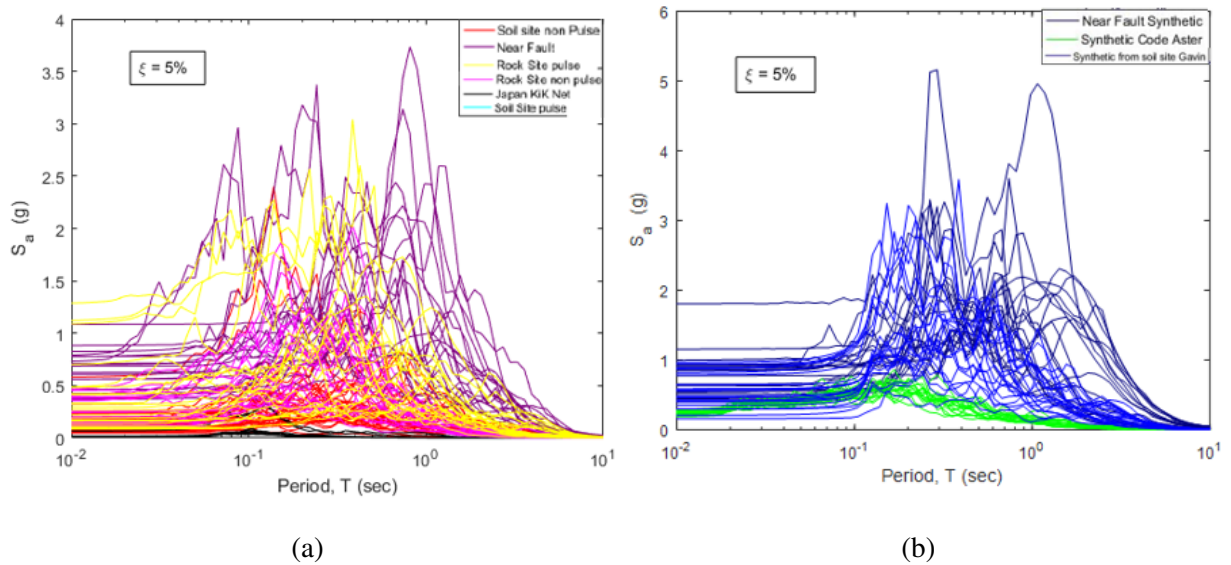 4
3.5
3
2.5
2
1.5
1
0.5
0
S_a (g)
ξ = 5%
Soil site non Pulse
Near Fault
Rock Site pulse
Rock Site non pulse
Japan KiK Net
Soil Site pulse
10^-2
10^-1
10^0
10^1
Period, T (sec)
(a)
6
5
4
3
2
1
0
S_a (g)
ξ = 5%
Near Fault Synthetic
Synthetic Code Aster
Synthetic from soil site Gavin
10^-2
10^-1
10^0
10^1
Period, T (sec)
(b)